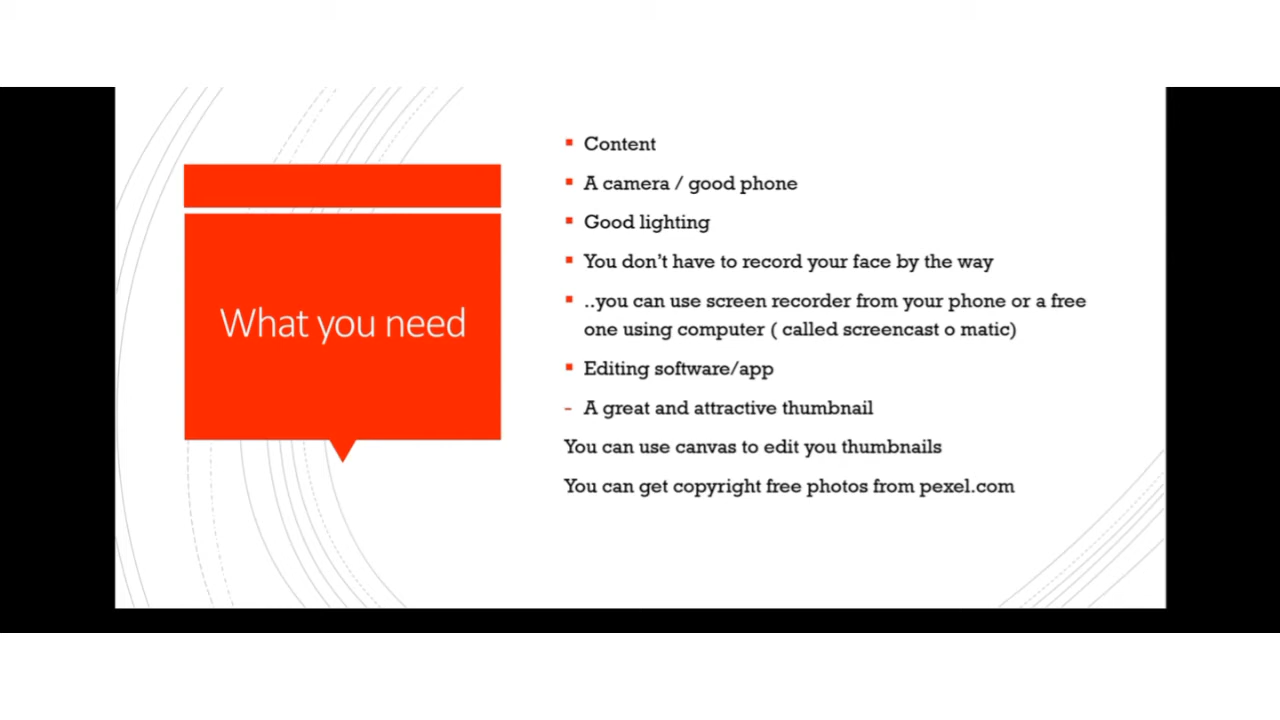 What you need
Content
A camera / good phone
Good lighting
You don't have to record your face by the way
..you can use screen recorder from your phone or a free
one using computer ( called screencast o matic)
Editing software/app
- A great and attractive thumbnail
You can use canvas to edit you thumbnails
You can get copyright free photos from pexel.com